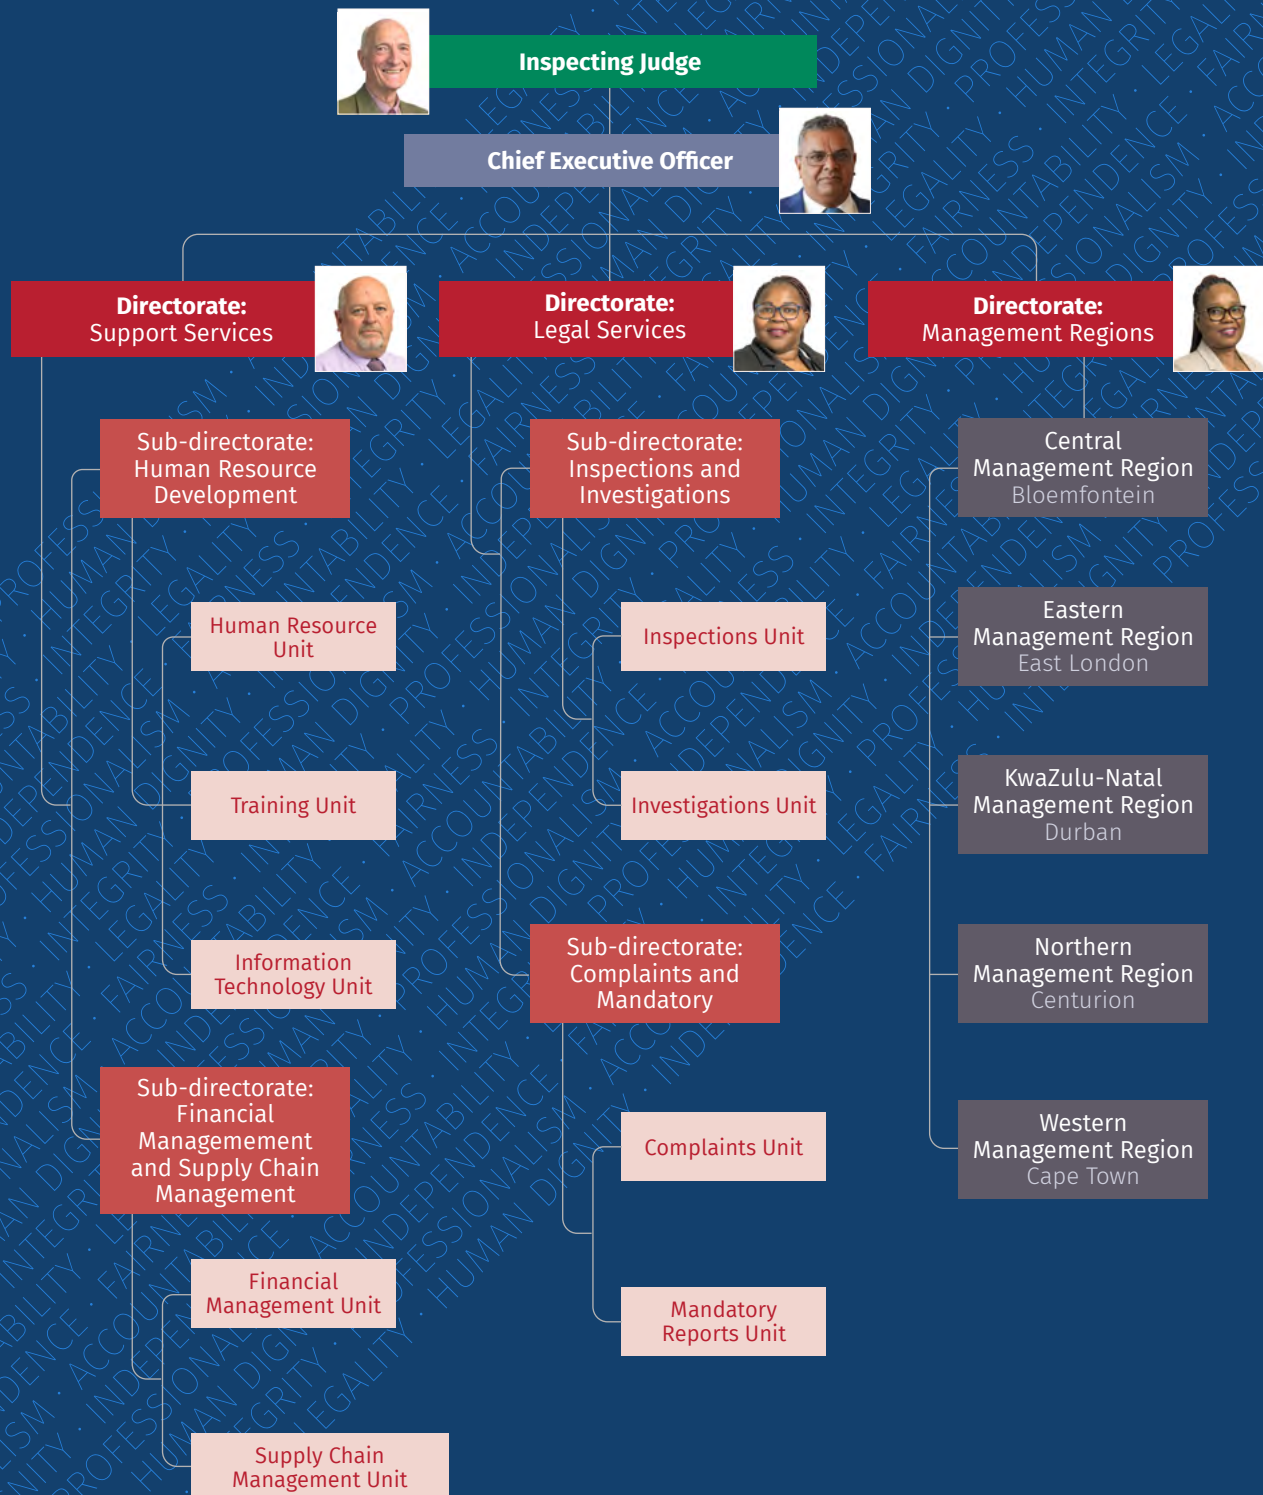 Inspecting Judge
Chief Executive Officer
Directorate:
Support Services
Directorate:
Legal Services
Directorate:
Management Regions
Sub-directorate:
Human Resource
Development
Human Resource
Unit
Training Unit
Information
Technology Unit
Sub-directorate:
Financial
Managemement
and Supply Chain
Management
Financial
Management Unit
Supply Chain
Management Unit
Sub-directorate:
Inspections and
Investigations
Inspections Unit
Investigations Unit
Sub-directorate:
Complaints and
Mandatory
Complaints Unit
Mandatory
Reports Unit
Central
Management Region
Bloemfontein
Eastern
Management Region
East London
KwaZulu-Natal
Management Region
Durban
Northern
Management Region
Centurion
Western
Management Region
Cape Town